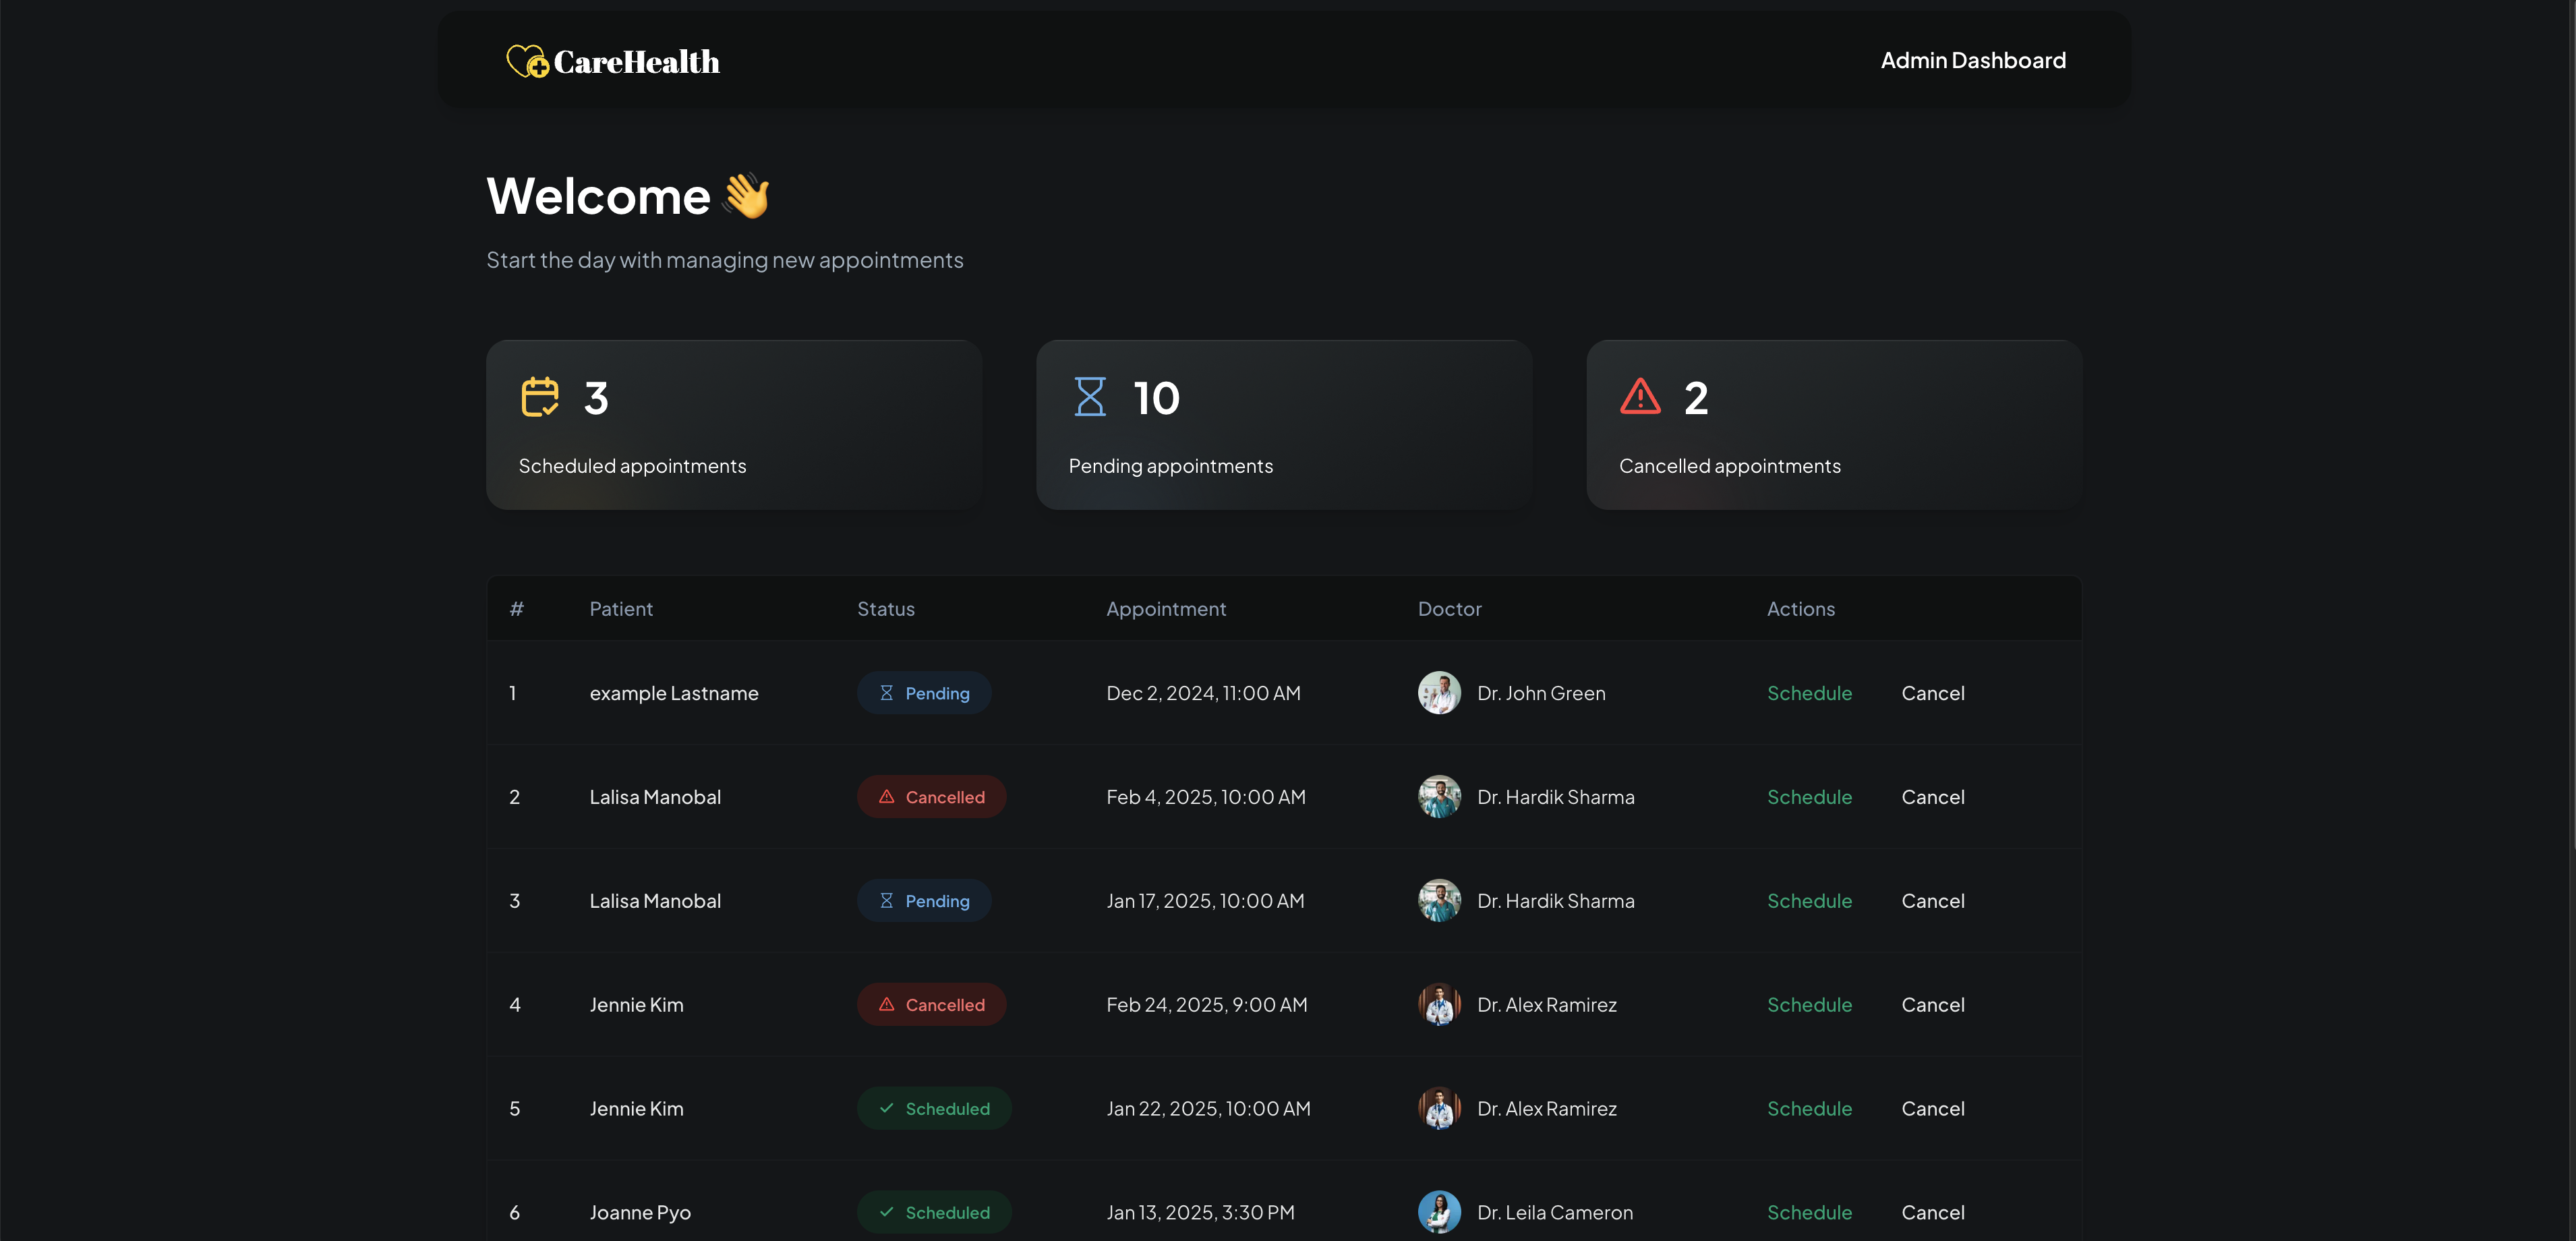 CareHealth
Admin Dashboard
Welcome 👋
Start the day with managing new appointments
3
Scheduled appointments
10
Pending appointments
2
Cancelled appointments
# Patient Status Appointment Doctor Actions
1 example Lastname Pending Dec 2, 2024, 11:00 AM Dr. John Green Schedule Cancel
2 Lalisa Manobal Cancelled Feb 4, 2025, 10:00 AM Dr. Hardik Sharma Schedule Cancel
3 Lalisa Manobal Pending Jan 17, 2025, 10:00 AM Dr. Hardik Sharma Schedule Cancel
4 Jennie Kim Cancelled Feb 24, 2025, 9:00 AM Dr. Alex Ramirez Schedule Cancel
5 Jennie Kim Scheduled Jan 22, 2025, 10:00 AM Dr. Alex Ramirez Schedule Cancel
6 Joanne Pyo Scheduled Jan 13, 2025, 3:30 PM Dr. Leila Cameron Schedule Cancel